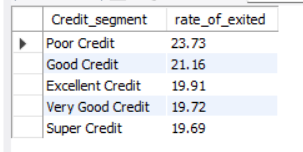 Credit_segment rate_of_exited
Poor Credit 23.73
Good Credit 21.16
Excellent Credit 19.91
Very Good Credit 19.72
Super Credit 19.69